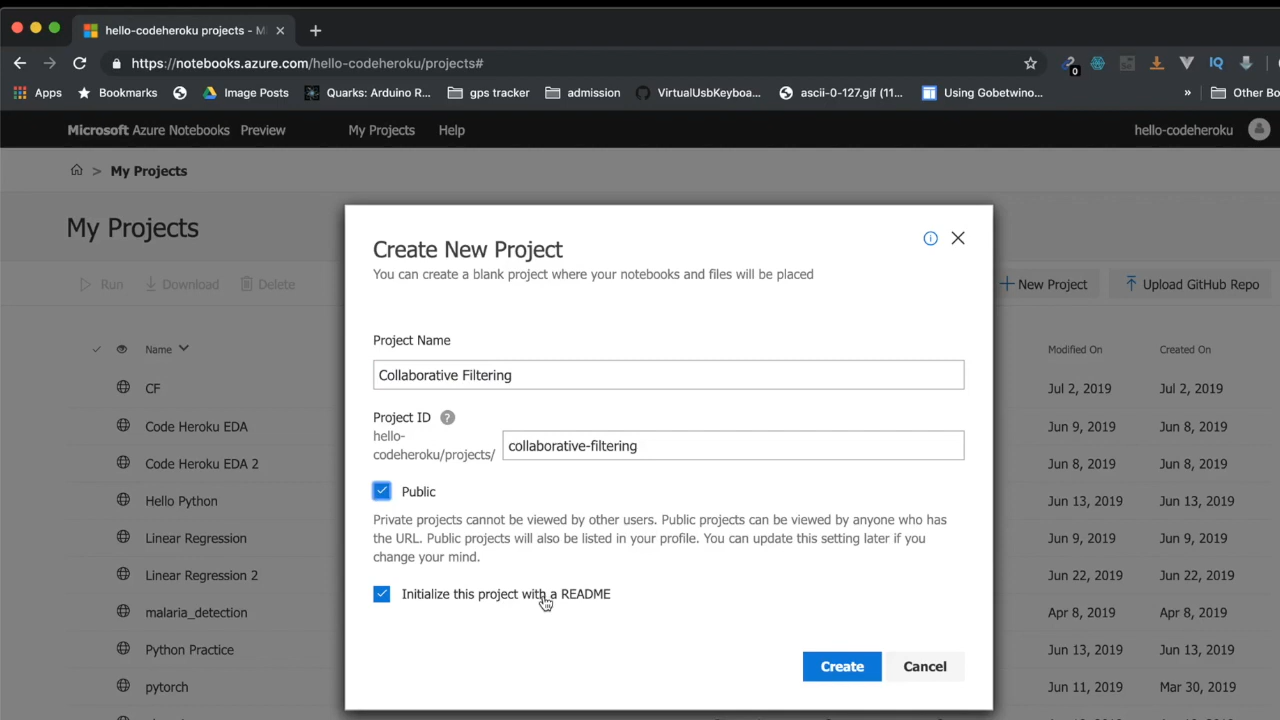 hello-codeheroku projects - Mi
https://notebooks.azure.com/hello-codeheroku/projects#
0
IQ
Apps
Bookmarks
Image Posts
Quarks: Arduino R...
gps tracker
admission
VirtualUsbKeyboa...
ascii-0-127.gif (11...
Using Gobetwino...
»
Other Bo
Microsoft Azure Notebooks Preview
My Projects
Help
hello-codeheroku
> My Projects
My Projects
Run
Download
Delete
New Project
Upload GitHub Repo
Create New Project
You can create a blank project where your notebooks and files will be placed
Project Name
Collaborative Filtering
Project ID ?
hello-
codeheroku/projects/
collaborative-filtering
Public
Private projects cannot be viewed by other users. Public projects can be viewed by anyone who has
the URL. Public projects will also be listed in your profile. You can update this setting later if you
change your mind.
Initialize this project with a README
Create
Cancel
Name
Modified On
Created On
CF
Jul 2, 2019
Jul 2, 2019
Code Heroku EDA
Jun 9, 2019
Jun 8, 2019
Code Heroku EDA 2
Jun 8, 2019
Jun 8, 2019
Hello Python
Jun 13, 2019
Jun 13, 2019
Linear Regression
Jun 9, 2019
Jun 9, 2019
Linear Regression 2
Jun 22, 2019
Jun 22, 2019
malaria_detection
Apr 8, 2019
Apr 8, 2019
Python Practice
Jun 13, 2019
Jun 13, 2019
pytorch
Jun 11, 2019
Mar 30, 2019